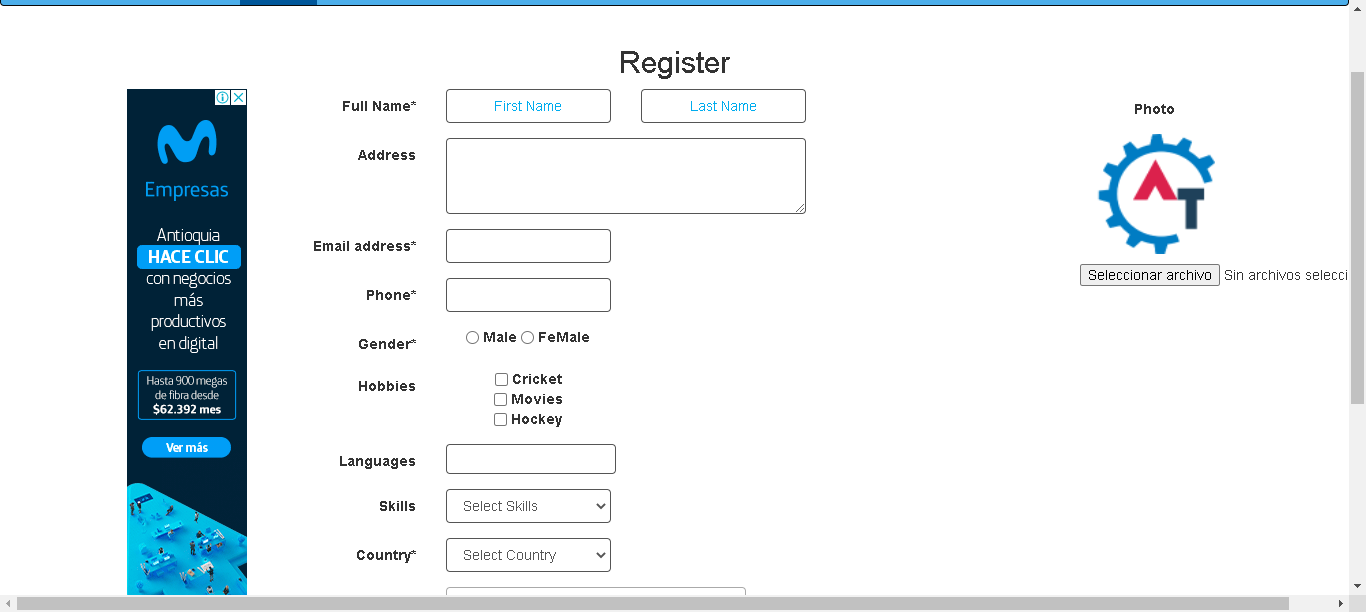 Register
Full Name*
First Name
Last Name
Address
Email address*
Phone*
Gender*
Male
FeMale
Hobbies
Cricket
Movies
Hockey
Languages
Skills
Select Skills
Country*
Select Country
Photo
AT
Seleccionar archivo
Sin archivos selecci
Empresas
Antioquia
HACE CLIC
con negocios
más
productivos
en digital
Hasta 900 megas
de fibra desde
$62.392 mes
Ver más